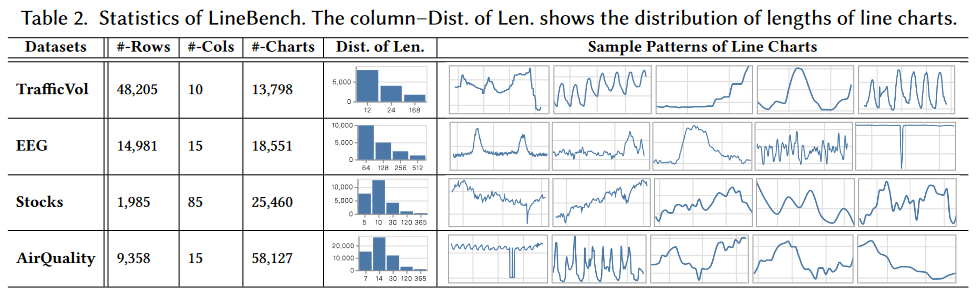 Table 2. Statistics of LineBench. The column–Dist. of Len. shows the distribution of lengths of line charts.
Datasets #-Rows #-Cols #-Charts Dist. of Len. Sample Patterns of Line Charts
TrafficVol 48,205 10 13,798
5,000
0
12 24 168
EEG 14,981 15 18,551
10,000
5,000
0
64 128 256 512
Stocks 1,985 85 25,460
10,000
5,000
0
5 10 30 120 365
AirQuality 9,358 15 58,127
20,000
10,000
0
7 14 30 120 365